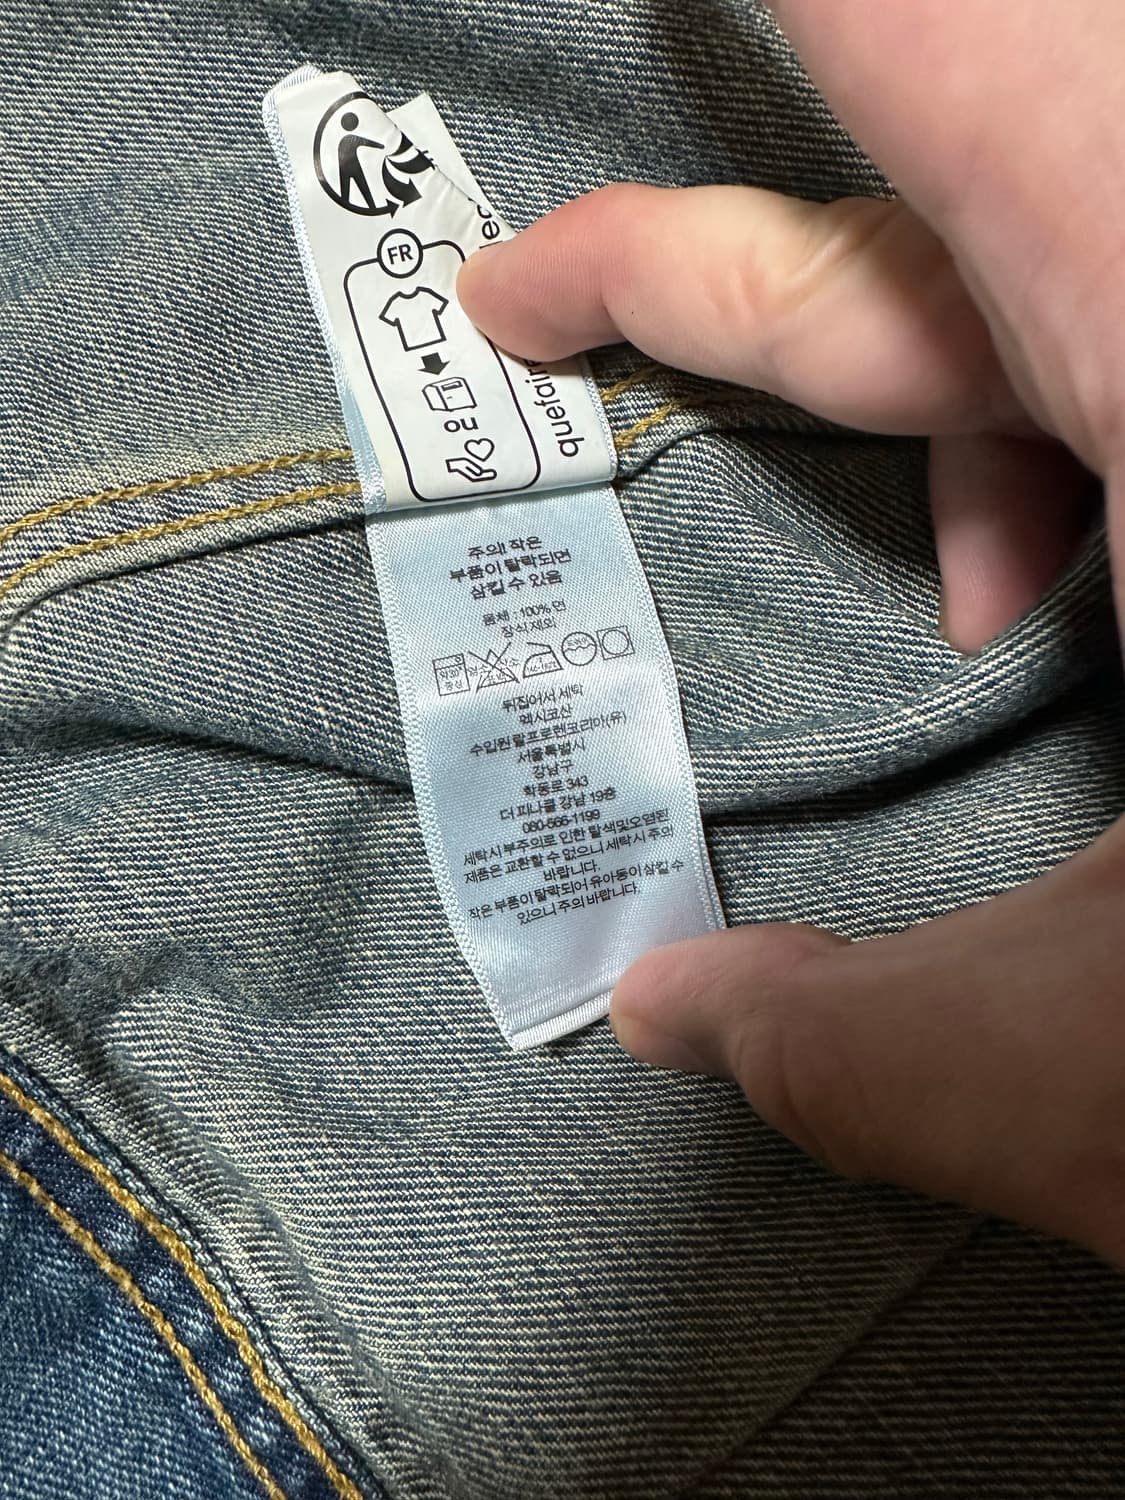 FR
ou
quefaire
주의! 작은
부품이 탈락되면
삼킬 수 있음
몸체 : 100% 면
장식 제외
약 30℃
중성
뒤집어서 세탁
멕시코산
수입원 랄프로렌코리아(유)
서울특별시
강남구
학동로 343
더 피나클 강남 19층
080-566-1199
세탁시 부주의로 인한 탈색및오염된
제품은 교환할 수 없으니 세탁시 주의
바랍니다.
작은 부품이 탈락되어 유아동이 삼킬 수
있으니 주의 바랍니다.